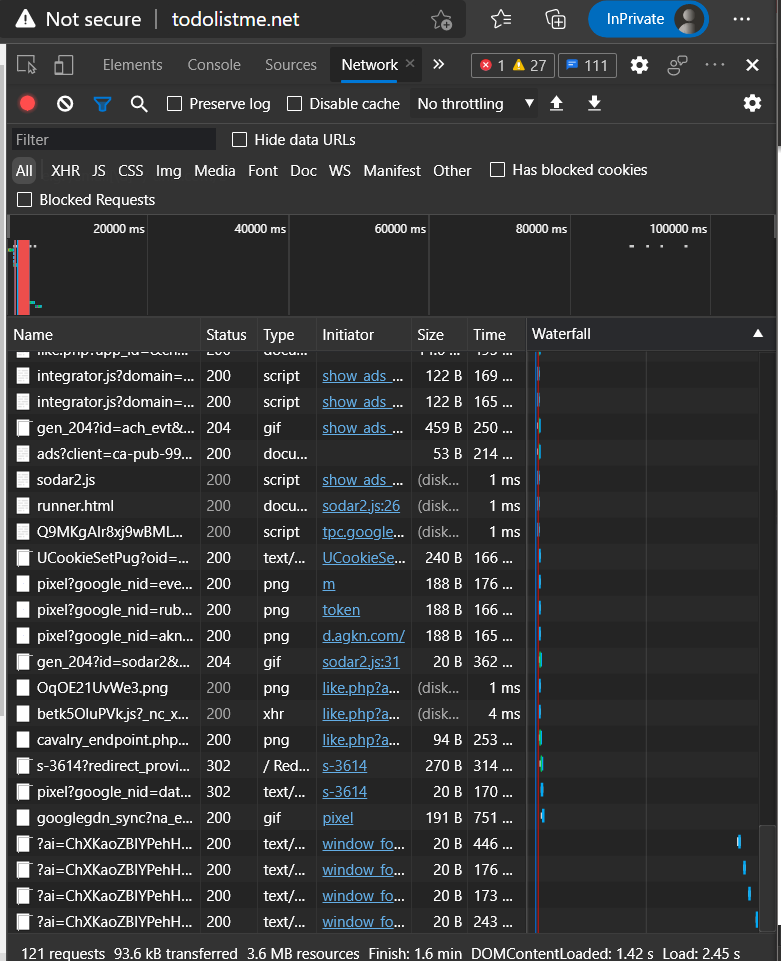 Not secure | todolistme.net InPrivate
Elements Console Sources Network 1 27 111
Preserve log Disable cache No throttling
Filter Hide data URLs
All XHR JS CSS Img Media Font Doc WS Manifest Other Has blocked cookies
Blocked Requests
20000 ms 40000 ms 60000 ms 80000 ms 100000 ms
Name Status Type Initiator Size Time Waterfall
integrator.js?domain=... 200 script show_ads_... 122 B 169 ...
integrator.js?domain=... 200 script show_ads_... 122 B 165 ...
gen_204?id=ach_evt&... 204 gif show_ads_... 459 B 250 ...
ads?client=ca-pub-99... 200 docu... 53 B 214 ...
sodar2.js 200 script show_ads_... (disk... 1 ms
runner.html 200 docu... sodar2.js:26 (disk... 1 ms
Q9MKgAIr8xj9wBML... 200 script tpc.google... (disk... 1 ms
UCookieSetPug?oid=... 200 text/... UCookieSe... 240 B 166 ...
pixel?google_nid=eve... 200 png m 188 B 176 ...
pixel?google_nid=rub... 200 png token 188 B 166 ...
pixel?google_nid=akn... 200 png d.agkn.com/ 188 B 165 ...
gen_204?id=sodar2&... 204 gif sodar2.js:31 20 B 362 ...
OqOE21UvWe3.png 200 png like.php?a... (disk... 1 ms
betk5OluPVk.js?_nc_x... 200 xhr like.php?a... (disk... 4 ms
cavalry_endpoint.php... 200 png like.php?a... 94 B 253 ...
s-3614?redirect_provi... 302 / Red... s-3614 270 B 314 ...
pixel?google_nid=dat... 302 text/... s-3614 20 B 170 ...
googlegdn_sync?na_e... 200 gif pixel 191 B 751 ...
?ai=ChXKaoZBIYPehH... 200 text/... window_fo... 20 B 446 ...
?ai=ChXKaoZBIYPehH... 200 text/... window_fo... 20 B 176 ...
?ai=ChXKaoZBIYPehH... 200 text/... window_fo... 20 B 173 ...
?ai=ChXKaoZBIYPehH... 200 text/... window_fo... 20 B 243 ...
121 requests 93.6 kB transferred 3.6 MB resources Finish: 1.6 min DOMContentLoaded: 1.42 s Load: 2.45 s